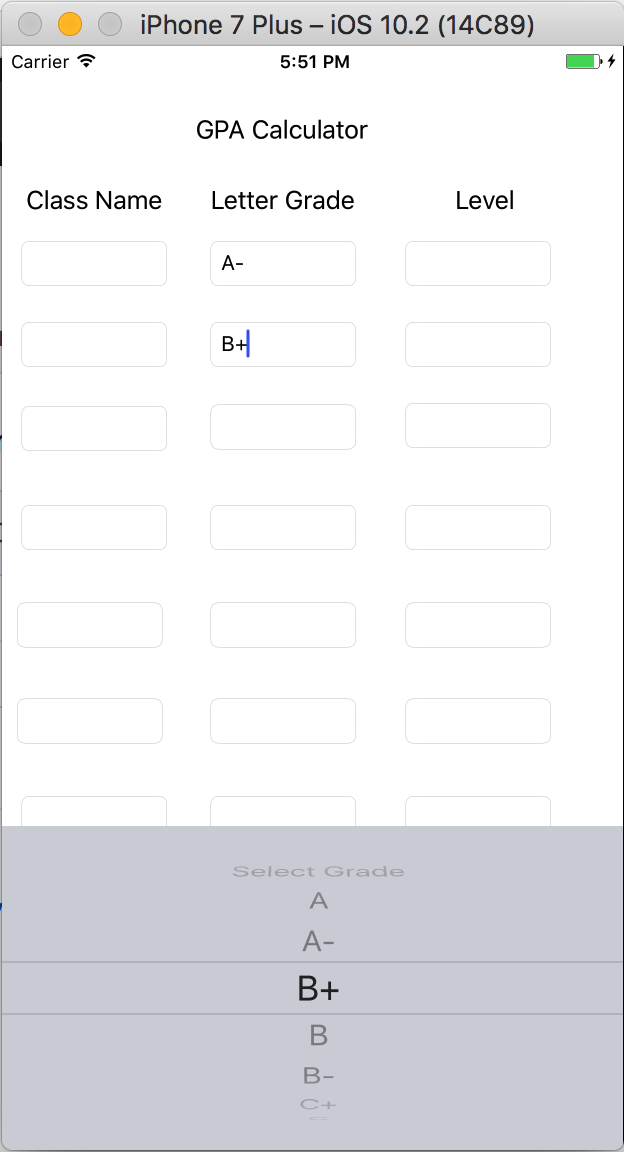 iPhone 7 Plus – iOS 10.2 (14C89)
Carrier 5:51 PM
GPA Calculator
Class Name Letter Grade Level
A-
B+
Select Grade
A
A-
B+
B
B-
C+